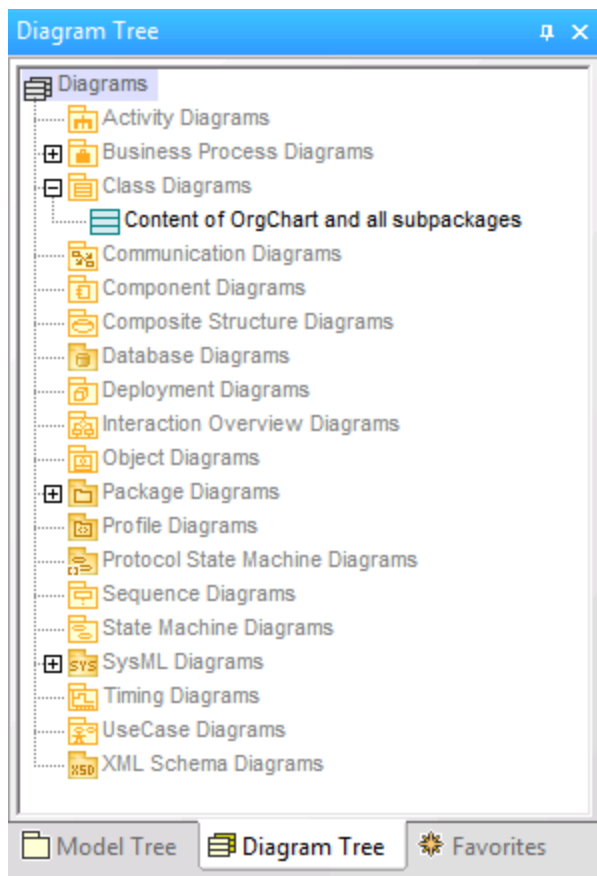 Diagram Tree
Diagrams
Activity Diagrams
Business Process Diagrams
Class Diagrams
Content of OrgChart and all subpackages
Communication Diagrams
Component Diagrams
Composite Structure Diagrams
Database Diagrams
Deployment Diagrams
Interaction Overview Diagrams
Object Diagrams
Package Diagrams
Profile Diagrams
Protocol State Machine Diagrams
Sequence Diagrams
State Machine Diagrams
SYS SysML Diagrams
Timing Diagrams
UseCase Diagrams
XSD XML Schema Diagrams
Model Tree Diagram Tree Favorites